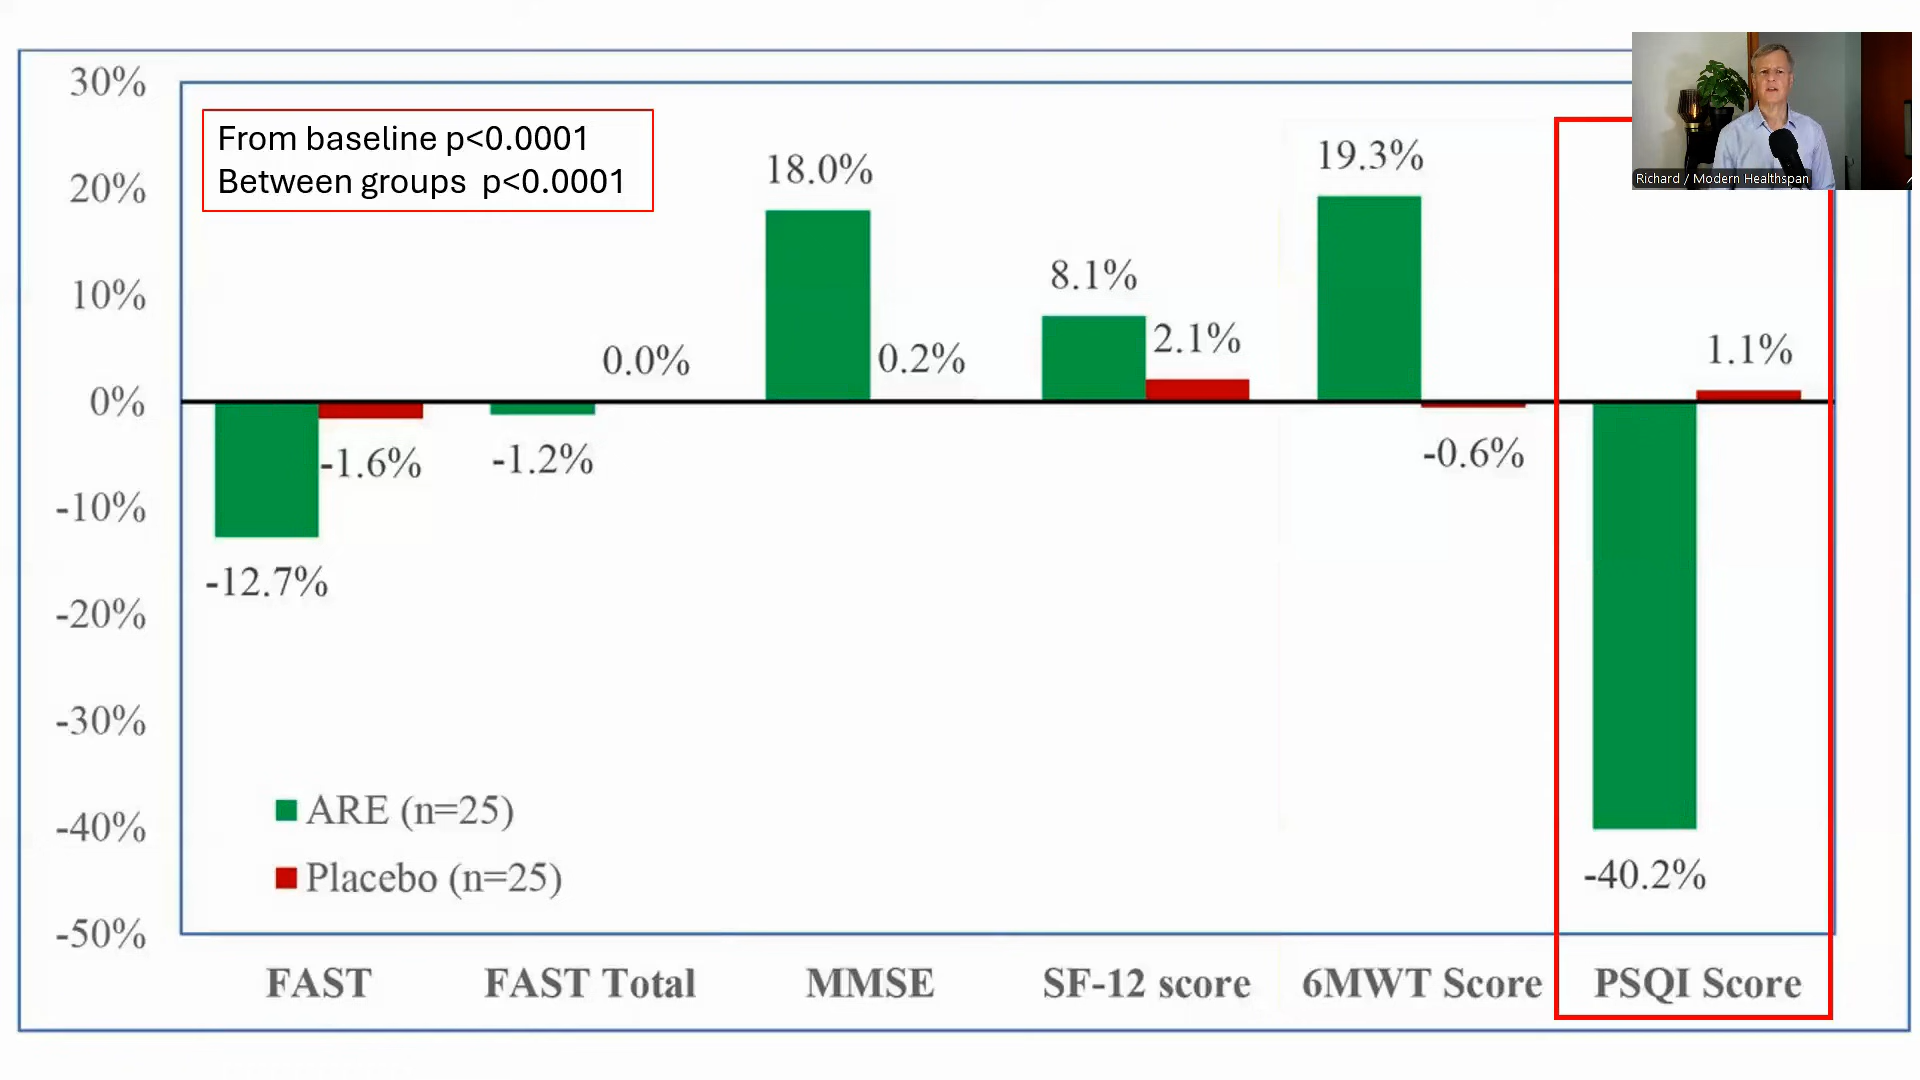 30%
20%
10%
0%
-10%
-20%
-30%
-40%
-50%
From baseline p<0.0001
Between groups p<0.0001
-12.7%
-1.6%
-1.2%
0.0%
18.0%
0.2%
8.1%
2.1%
19.3%
-0.6%
-40.2%
1.1%
ARE (n=25)
Placebo (n=25)
FAST
FAST Total
MMSE
SF-12 score
6MWT Score
PSQI Score
Richard / Modern Healthspan